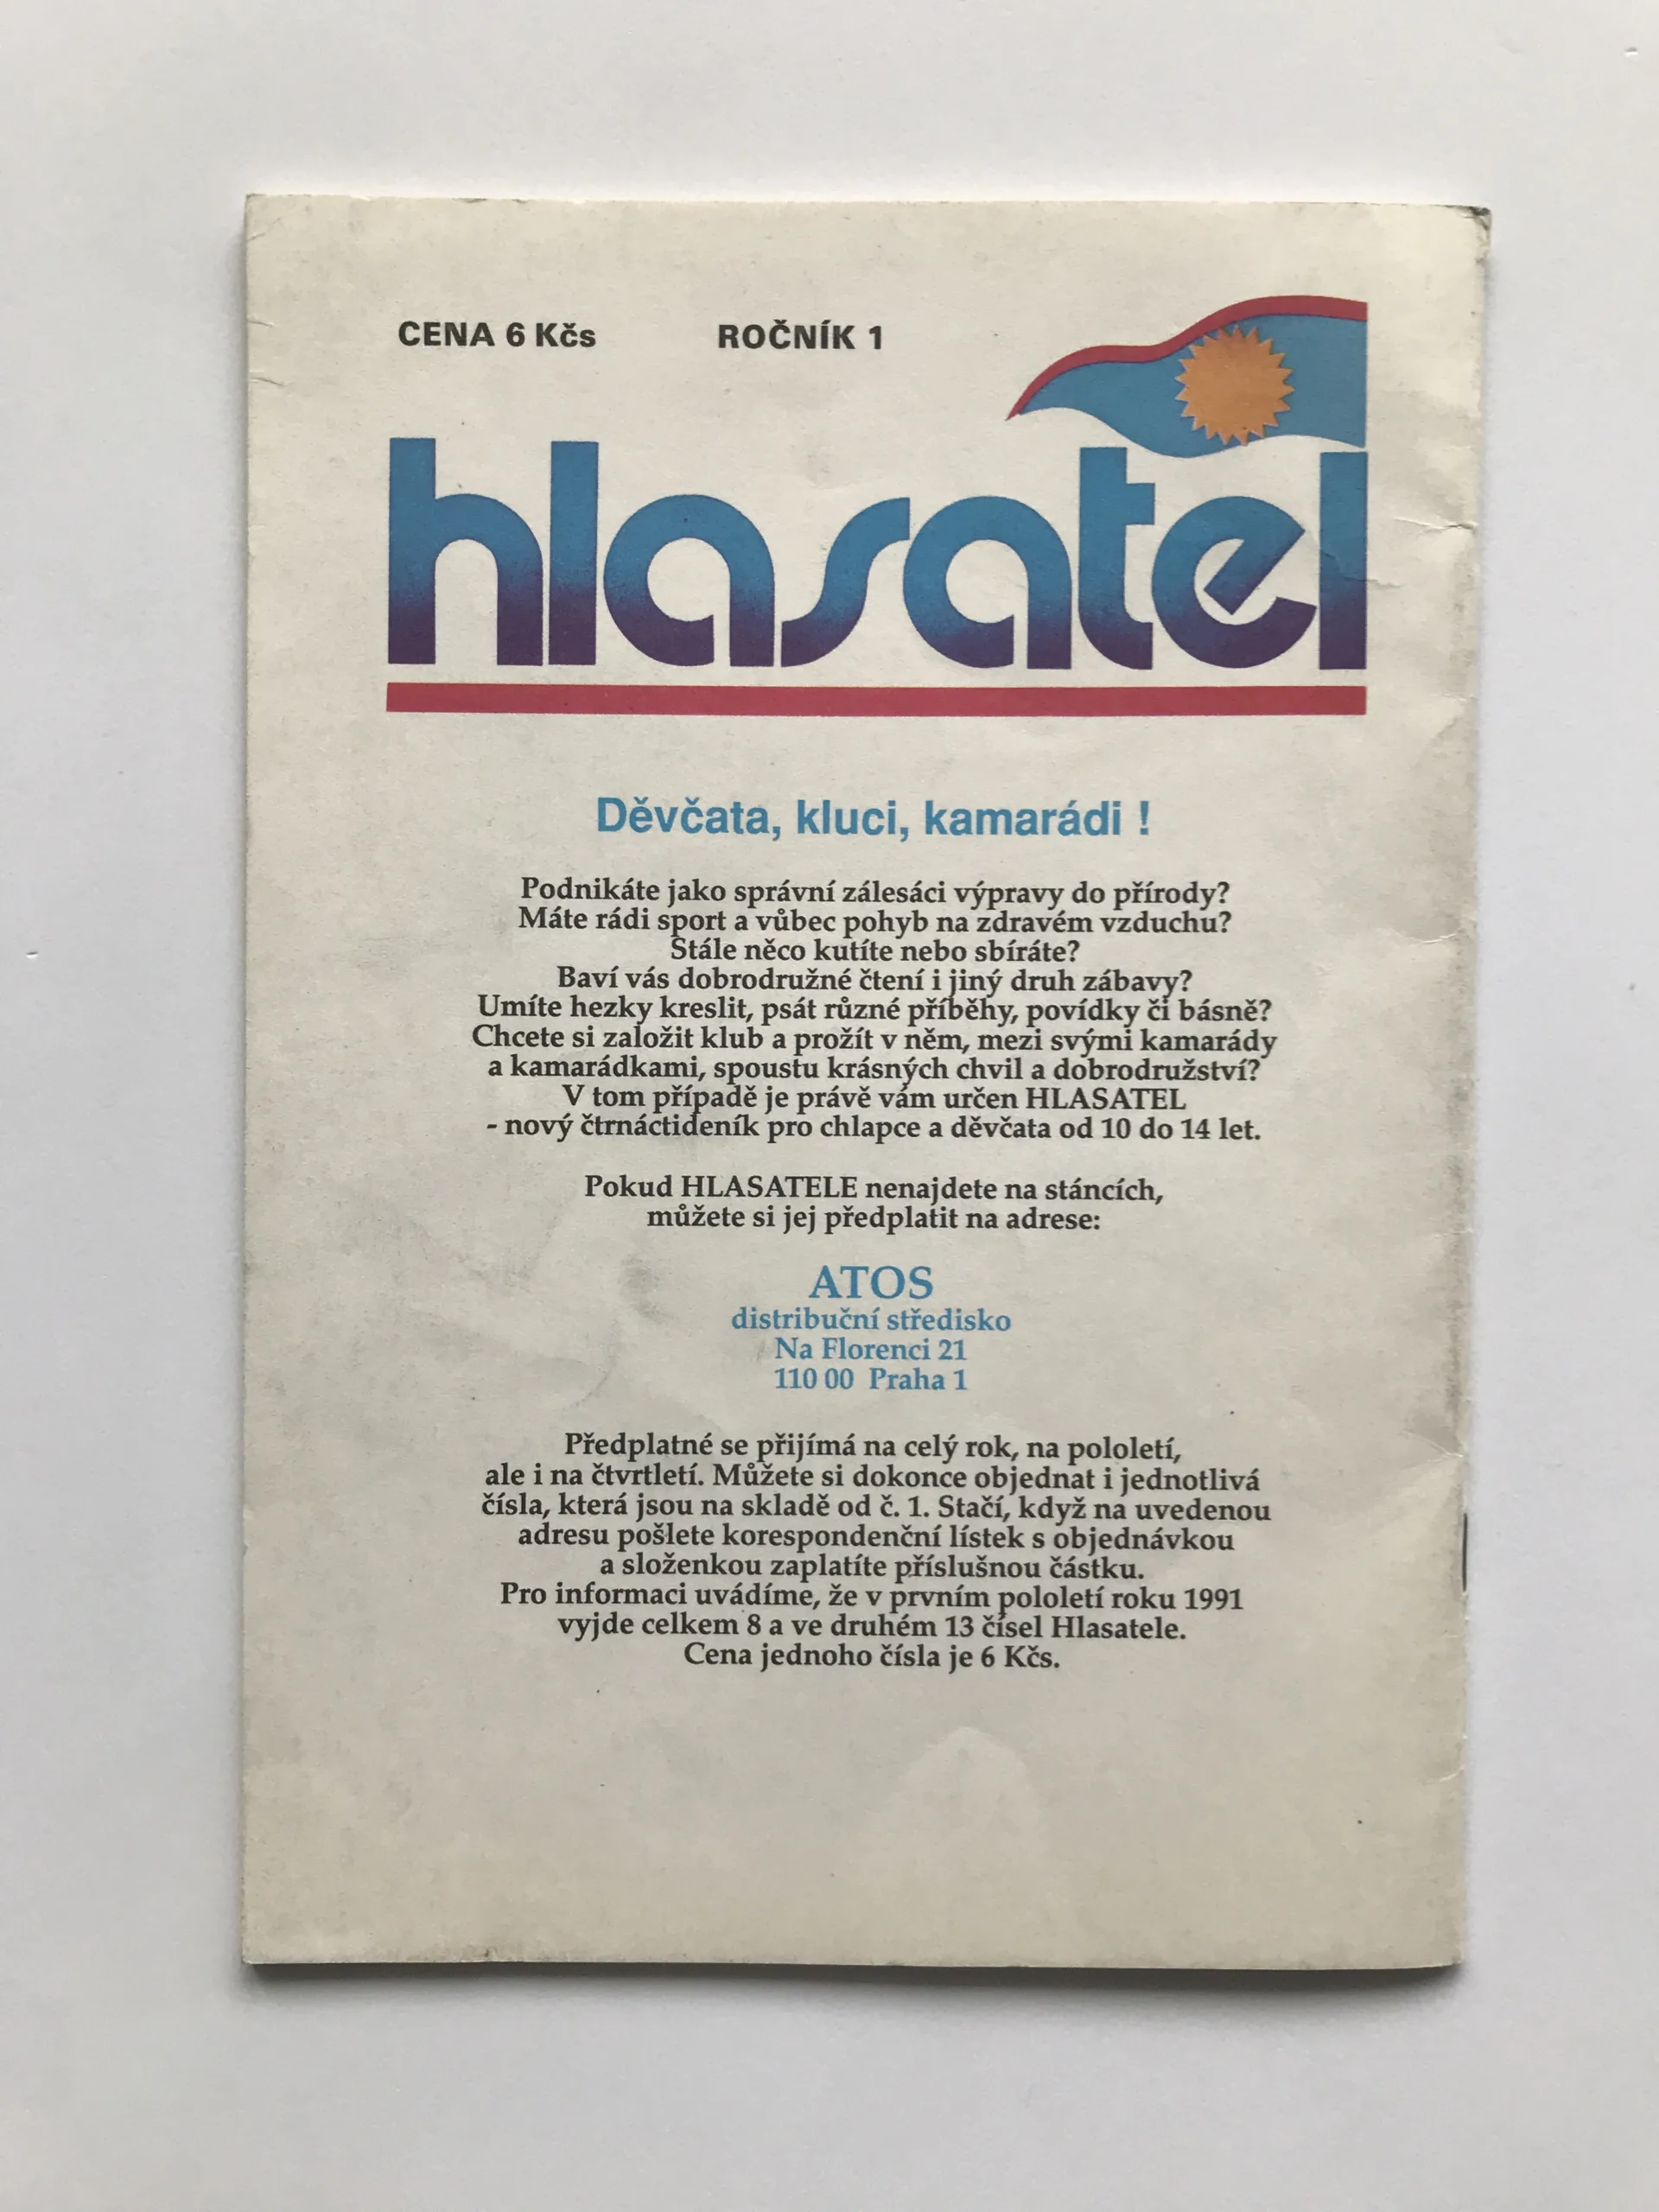 CENA 6 Kčs ROČNÍK 1
hlasatel
Děvčata, kluci, kamarádi !
Podnikáte jako správní zálesáci výpravy do přírody?
Máte rádi sport a vůbec pohyb na zdravém vzduchu?
Stále něco kutíte nebo sbíráte?
Baví vás dobrodružné čtení i jiný druh zábavy?
Umíte hezky kreslit, psát různé příběhy, povídky či básně?
Chcete si založit klub a prožít v něm, mezi svými kamarády
a kamarádkami, spoustu krásných chvil a dobrodružství?
V tom případě je právě vám určen HLASATEL
- nový čtrnáctideník pro chlapce a děvčata od 10 do 14 let.
Pokud HLASATELE nenajdete na stáncích,
můžete si jej předplatit na adrese:
ATOS
distribuční středisko
Na Florenci 21
110 00 Praha 1
Předplatné se přijímá na celý rok, na pololetí,
ale i na čtvrtletí. Můžete si dokonce objednat i jednotlivá
čísla, která jsou na skladě od č. 1. Stačí, když na uvedenou
adresu pošlete korespondenční lístek s objednávkou
a složenkou zaplatíte příslušnou částku.
Pro informaci uvádíme, že v prvním pololetí roku 1991
vyjde celkem 8 a ve druhém 13 čísel Hlasatele.
Cena jednoho čísla je 6 Kčs.